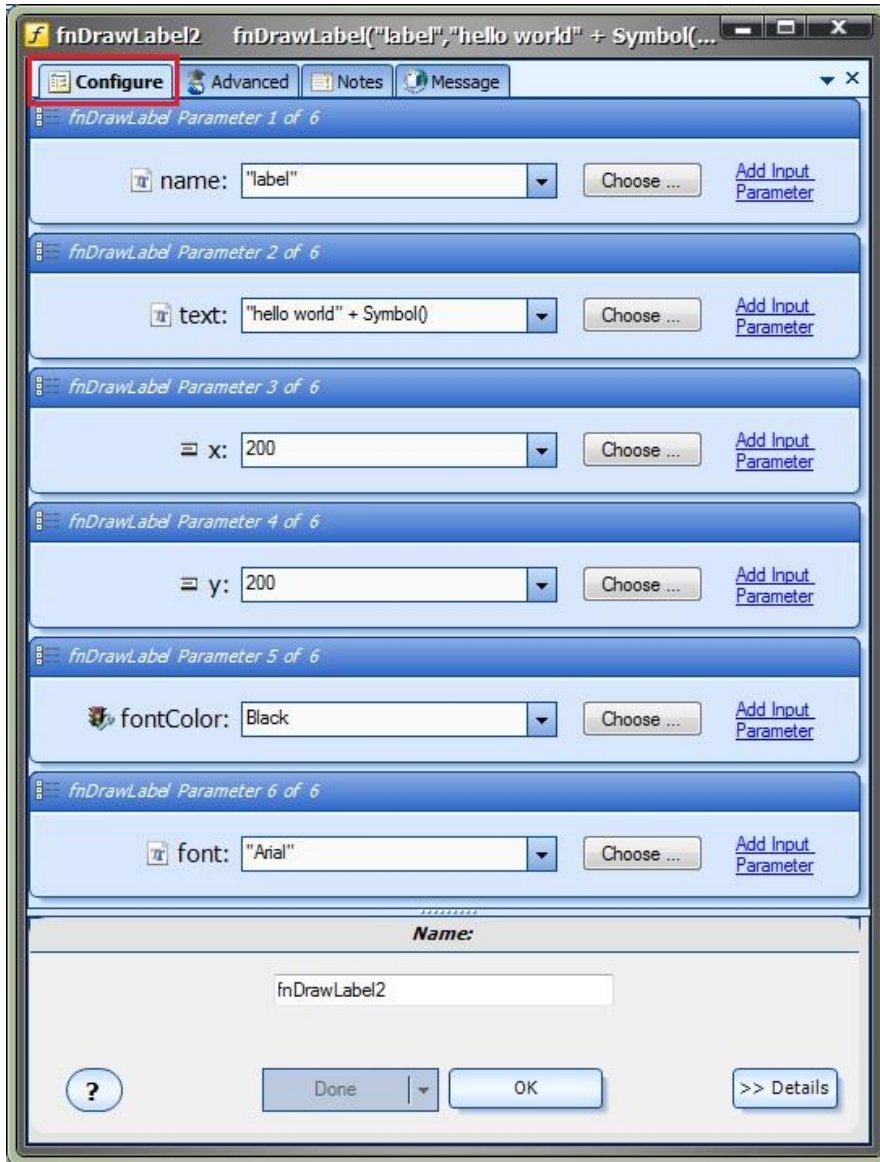 fnDrawLabel2 fnDrawLabel("label","hello world" + Symbol(...
Configure Advanced Notes Message
fnDrawLabel Parameter 1 of 6
name: "label" Choose ... Add Input
Parameter
fnDrawLabel Parameter 2 of 6
text: "hello world" + Symbol() Choose ... Add Input
Parameter
fnDrawLabel Parameter 3 of 6
x: 200 Choose ... Add Input
Parameter
fnDrawLabel Parameter 4 of 6
y: 200 Choose ... Add Input
Parameter
fnDrawLabel Parameter 5 of 6
fontColor: Black Choose ... Add Input
Parameter
fnDrawLabel Parameter 6 of 6
font: "Arial" Choose ... Add Input
Parameter
Name:
fnDrawLabel2
? Done OK >> Details